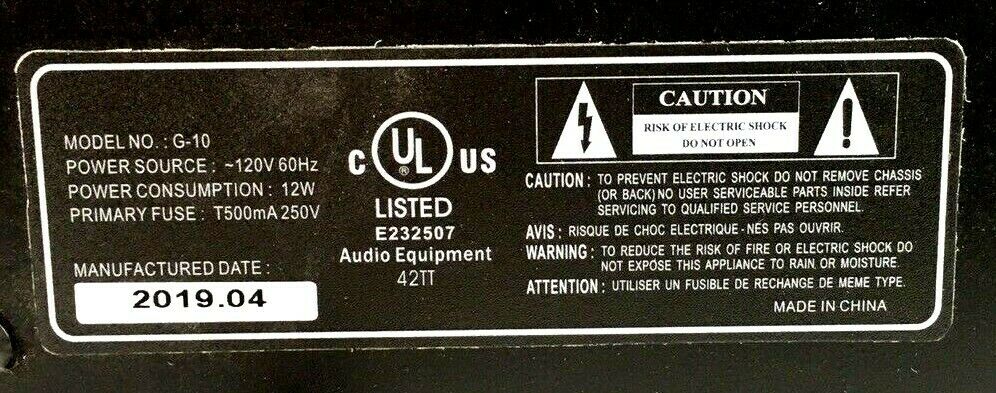 MODEL NO. : G-10
POWER SOURCE : ~120V 60Hz
POWER CONSUMPTION : 12W
PRIMARY FUSE : T500mA 250V
MANUFACTURED DATE :
2019.04
C UL US
®
LISTED
E232507
Audio Equipment
42TT
CAUTION
RISK OF ELECTRIC SHOCK
DO NOT OPEN
CAUTION : TO PREVENT ELECTRIC SHOCK DO NOT REMOVE CHASSIS
(OR BACK) NO USER SERVICEABLE PARTS INSIDE REFER
SERVICING TO QUALIFIED SERVICE PERSONNEL.
AVIS : RISQUE DE CHOC ELECTRIQUE - NÉS PAS OUVRIR.
WARNING : TO REDUCE THE RISK OF FIRE OR ELECTRIC SHOCK DO
NOT EXPOSE THIS APPLIANCE TO RAIN OR MOISTURE.
ATTENTION : UTILISER UN FUSIBLE DE RECHANGE DE MEME TYPE.
MADE IN CHINA